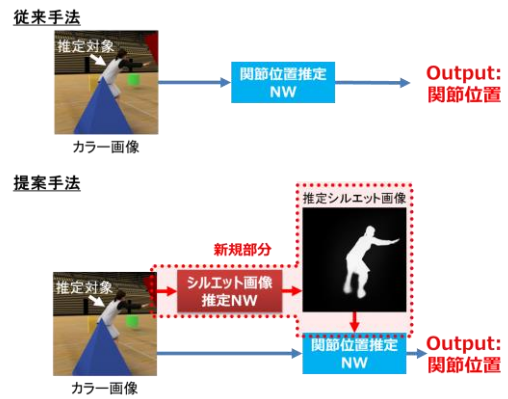 従来手法
推定対象
関節位置推定
NW
Output:
関節位置
カラー画像
提案手法
推定シルエット画像
新規部分
推定対象
シルエット画像
推定NW
関節位置推定
NW
Output:
関節位置
カラー画像